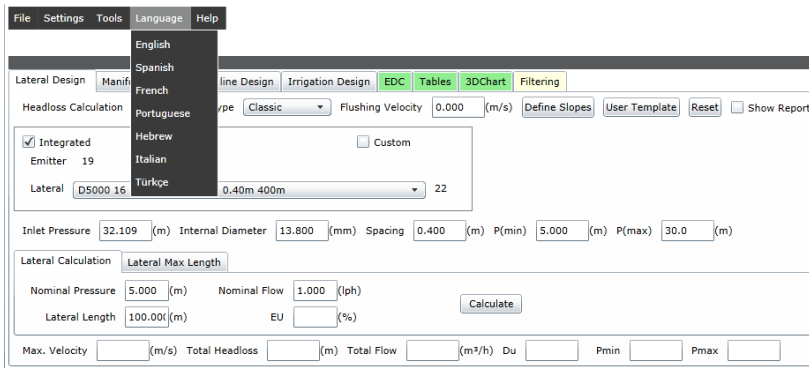 File Settings Tools Language Help
English
Spanish
French
Portuguese
Hebrew
Italian
Türkçe
Lateral Design line Design Irrigation Design EDC Tables 3DChart Filtering
Headloss Calculation Classic Flushing Velocity 0.000 (m/s) Define Slopes User Template Reset Show Report
Integrated Custom
Emitter 19
Lateral D5000 16 0.40m 400m 22
Inlet Pressure 32.109 (m) Internal Diameter 13.800 (mm) Spacing 0.400 (m) P(min) 5.000 (m) P(max) 30.0 (m)
Lateral Calculation Lateral Max Length
Nominal Pressure 5.000 (m) Nominal Flow 1.000 (lph)
Calculate
Lateral Length 100.00 (m) EU (%)
Max. Velocity (m/s) Total Headloss (m) Total Flow (m³/h) Du Pmin Pmax